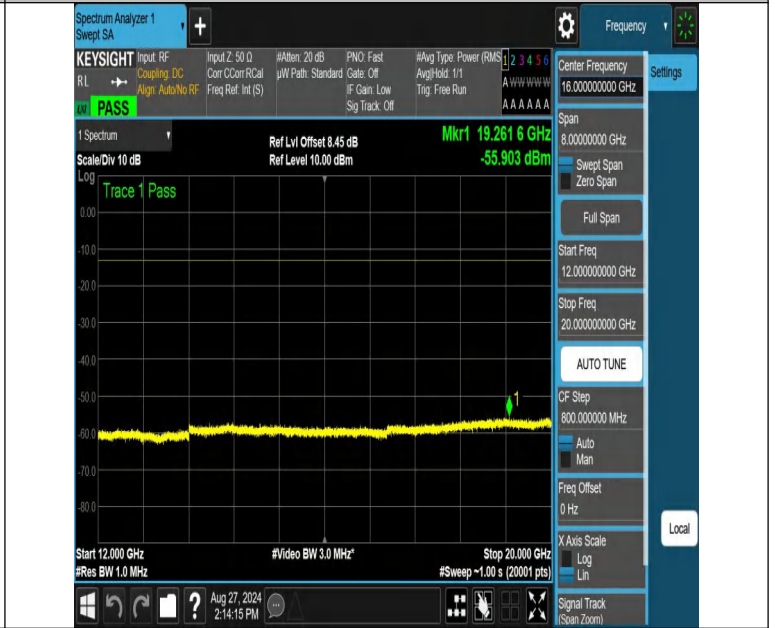 Spectrum Analyzer 1
Swept SA
+
Frequency
KEYSIGHT
RL
LXI PASS
Input: RF
Coupling: DC
Align: Auto/No RF
Input Z: 50 Ω
Corr CCorr RCal
Freq Ref: Int (S)
#Atten: 20 dB
µW Path: Standard
PNO: Fast
Gate: Off
IF Gain: Low
Sig Track: Off
#Avg Type: Power (RMS
Avg|Hold: 1/1
Trig: Free Run
1 2 3 4 5 6
A W W W W W
A A A A A A
1 Spectrum
Scale/Div 10 dB
Ref Lvl Offset 8.45 dB
Ref Level 10.00 dBm
Mkr1 19.261 6 GHz
-55.903 dBm
Log
Trace 1 Pass
0.00
-10.0
-20.0
-30.0
-40.0
-50.0
-60.0
-70.0
-80.0
1
Start 12.000 GHz
#Res BW 1.0 MHz
#Video BW 3.0 MHz*
Stop 20.000 GHz
#Sweep ~1.00 s (20001 pts)
Aug 27, 2024
2:14:15 PM
Center Frequency
16.000000000 GHz
Settings
Span
8.00000000 GHz
Swept Span
Zero Span
Full Span
Start Freq
12.000000000 GHz
Stop Freq
20.000000000 GHz
AUTO TUNE
CF Step
800.000000 MHz
Auto
Man
Freq Offset
0 Hz
X Axis Scale
Log
Lin
Signal Track
(Span Zoom)
Local